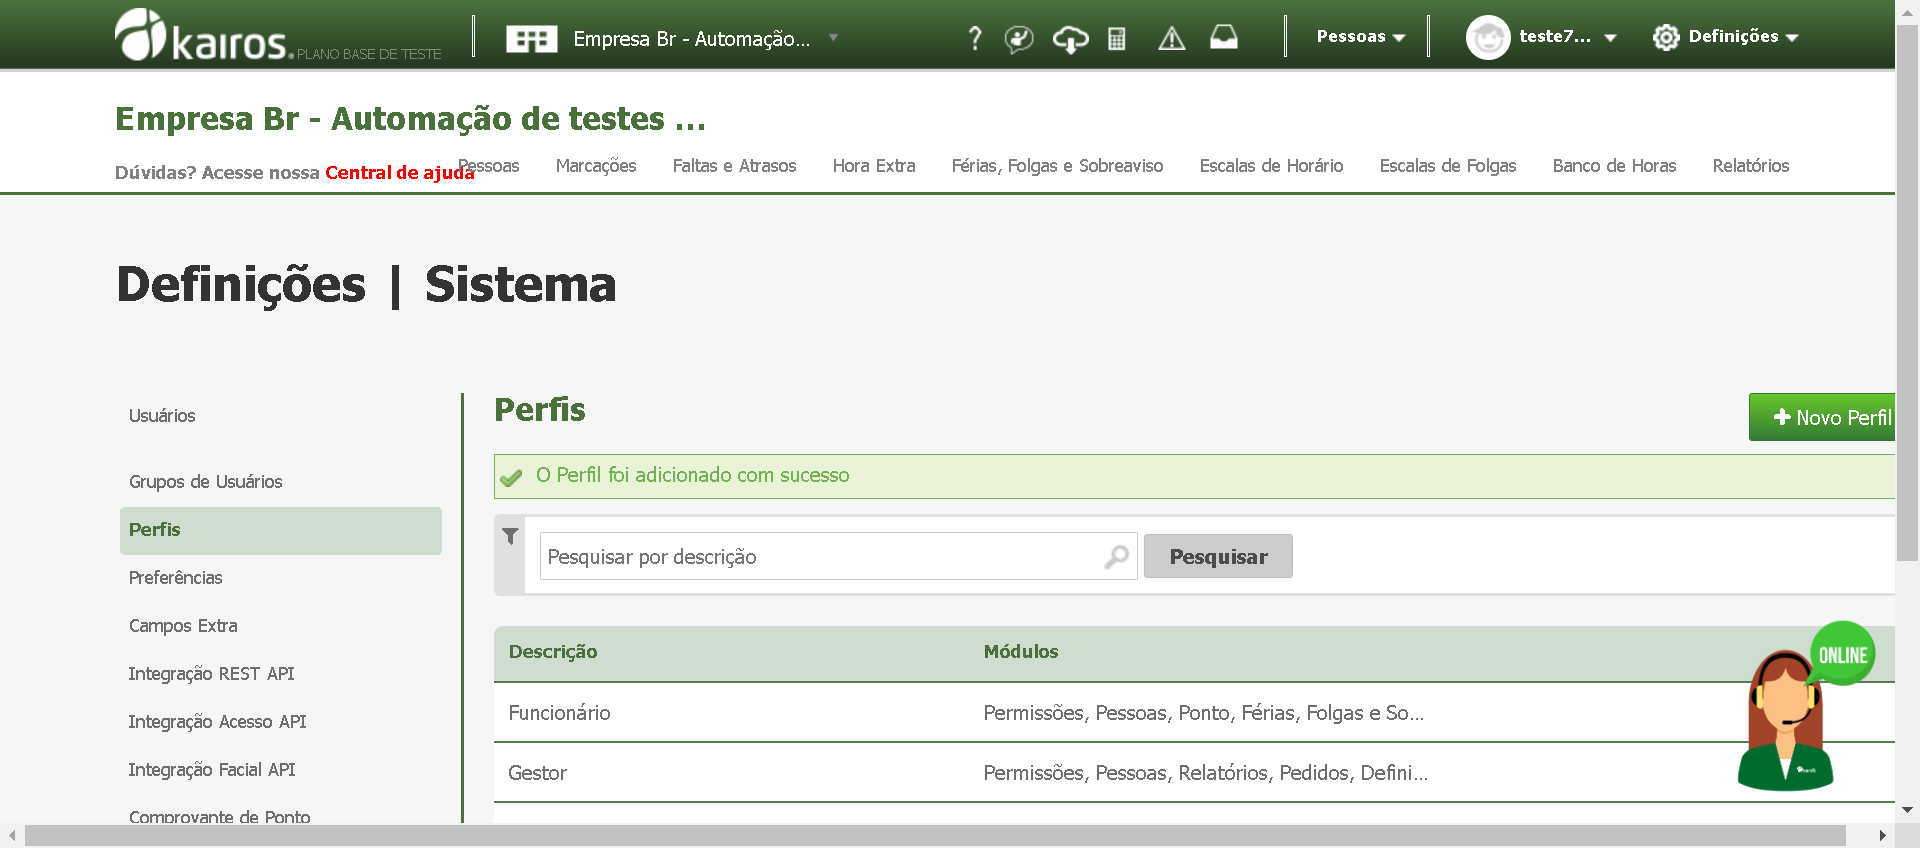 kairos. PLANO BASE DE TESTE
Empresa Br - Automação...
?
Pessoas
teste7...
Definições
Empresa Br - Automação de testes ...
Dúvidas? Acesse nossa Central de ajuda
Pessoas
Marcações
Faltas e Atrasos
Hora Extra
Férias, Folgas e Sobreaviso
Escalas de Horário
Escalas de Folgas
Banco de Horas
Relatórios
Definições | Sistema
Usuários
Grupos de Usuários
Perfis
Preferências
Campos Extra
Integração REST API
Integração Acesso API
Integração Facial API
Comprovante de Ponto
Perfis
Novo Perfil
O Perfil foi adicionado com sucesso
Pesquisar por descrição
Pesquisar
Descrição Módulos
Funcionário Permissões, Pessoas, Ponto, Férias, Folgas e So...
Gestor Permissões, Pessoas, Relatórios, Pedidos, Defini...
ONLINE